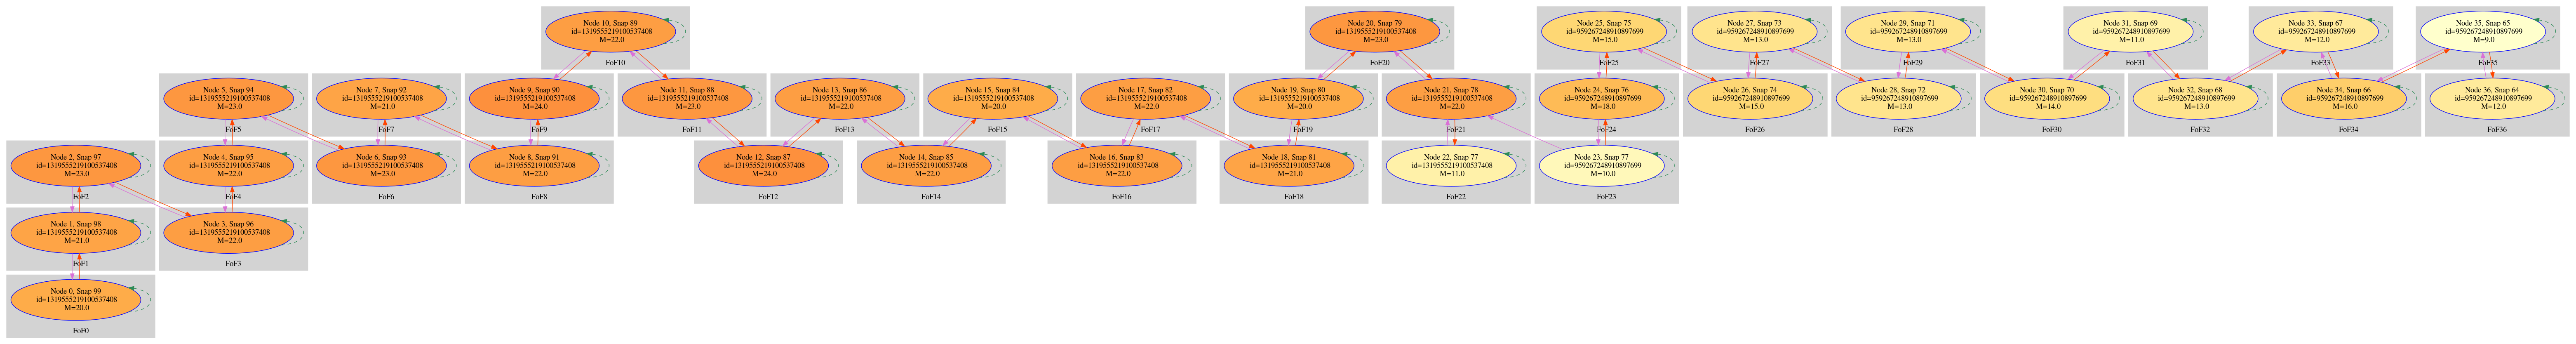 Node 10, Snap 89
id=1319555219100537408
M=22.0
FoF10
Node 20, Snap 79
id=1319555219100537408
M=23.0
FoF20
Node 25, Snap 75
id=959267248910897699
M=15.0
FoF25
Node 27, Snap 73
id=959267248910897699
M=13.0
FoF27
Node 29, Snap 71
id=959267248910897699
M=13.0
FoF29
Node 31, Snap 69
id=959267248910897699
M=11.0
FoF31
Node 33, Snap 67
id=959267248910897699
M=12.0
FoF33
Node 35, Snap 65
id=959267248910897699
M=9.0
FoF35
Node 5, Snap 94
id=1319555219100537408
M=23.0
FoF5
Node 7, Snap 92
id=1319555219100537408
M=21.0
FoF7
Node 9, Snap 90
id=1319555219100537408
M=24.0
FoF9
Node 11, Snap 88
id=1319555219100537408
M=23.0
FoF11
Node 13, Snap 86
id=1319555219100537408
M=22.0
FoF13
Node 15, Snap 84
id=1319555219100537408
M=20.0
FoF15
Node 17, Snap 82
id=1319555219100537408
M=22.0
FoF17
Node 19, Snap 80
id=1319555219100537408
M=20.0
FoF19
Node 21, Snap 78
id=1319555219100537408
M=22.0
FoF21
Node 24, Snap 76
id=959267248910897699
M=18.0
FoF24
Node 26, Snap 74
id=959267248910897699
M=15.0
FoF26
Node 28, Snap 72
id=959267248910897699
M=13.0
FoF28
Node 30, Snap 70
id=959267248910897699
M=14.0
FoF30
Node 32, Snap 68
id=959267248910897699
M=13.0
FoF32
Node 34, Snap 66
id=959267248910897699
M=16.0
FoF34
Node 36, Snap 64
id=959267248910897699
M=12.0
FoF36
Node 2, Snap 97
id=1319555219100537408
M=23.0
FoF2
Node 4, Snap 95
id=1319555219100537408
M=22.0
FoF4
Node 6, Snap 93
id=1319555219100537408
M=23.0
FoF6
Node 8, Snap 91
id=1319555219100537408
M=22.0
FoF8
Node 12, Snap 87
id=1319555219100537408
M=24.0
FoF12
Node 14, Snap 85
id=1319555219100537408
M=22.0
FoF14
Node 16, Snap 83
id=1319555219100537408
M=22.0
FoF16
Node 18, Snap 81
id=1319555219100537408
M=21.0
FoF18
Node 22, Snap 77
id=1319555219100537408
M=11.0
FoF22
Node 23, Snap 77
id=959267248910897699
M=10.0
FoF23
Node 1, Snap 98
id=1319555219100537408
M=21.0
FoF1
Node 3, Snap 96
id=1319555219100537408
M=22.0
FoF3
Node 0, Snap 99
id=1319555219100537408
M=20.0
FoF0